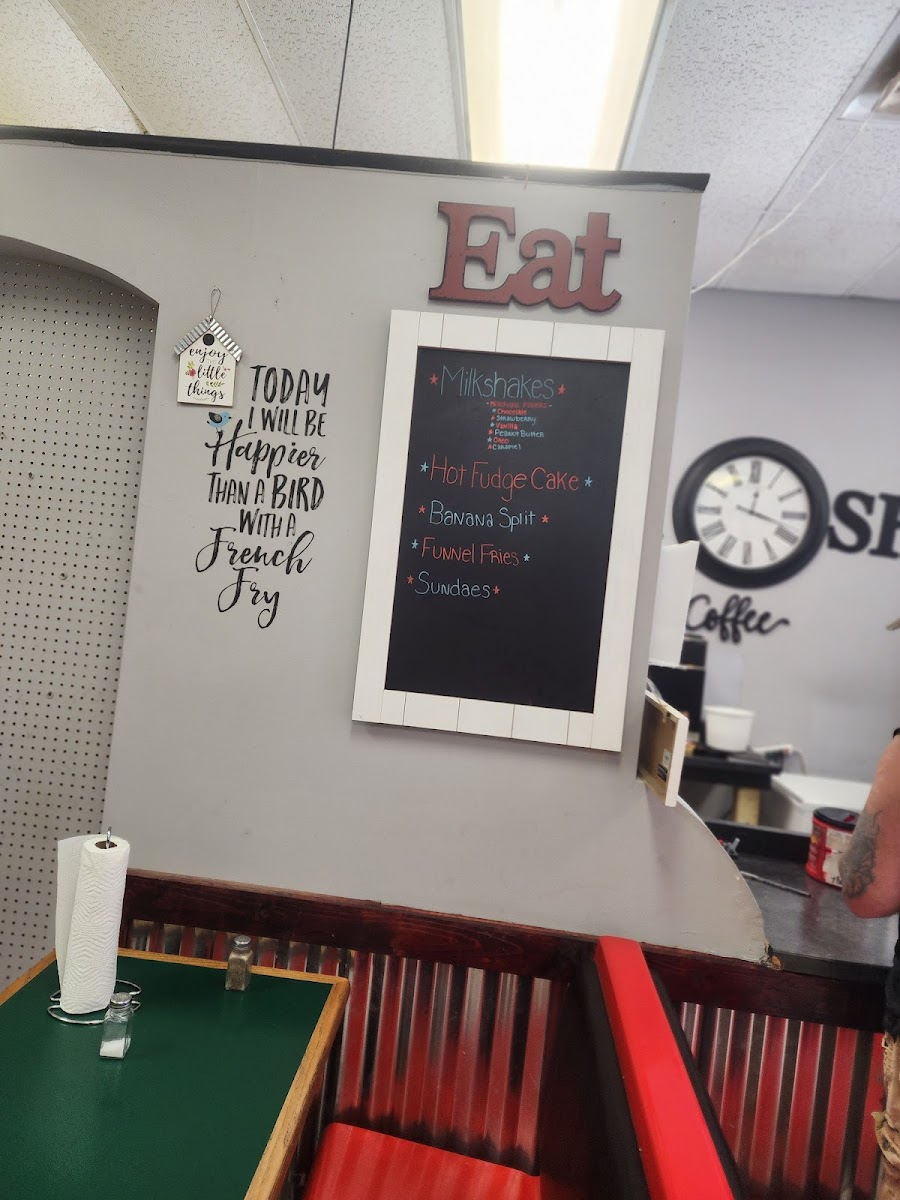 Eat
enjoy
little
things
TODAY
I WILL BE
Happier
THAN A BIRD
WITH A
French
Fry
Milkshakes
Chocolate
Strawberry
Vanilla
Peanut Butter
Oreo
Caramel
Hot Fudge Cake
Banana Split
Funnel Fries
Sundaes
Coffee